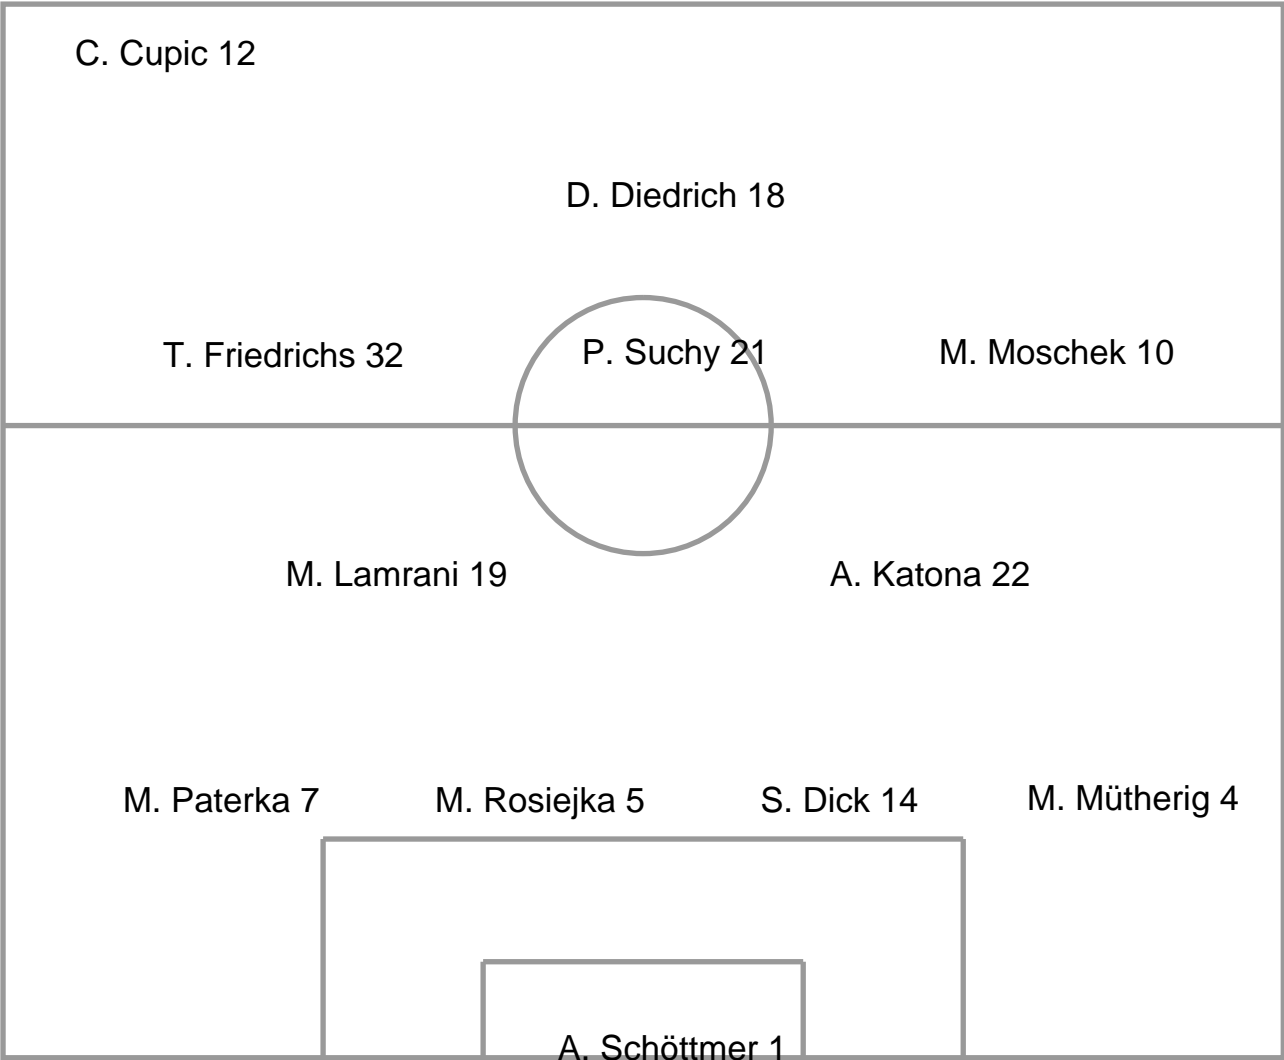 C. Cupic 12
D. Diedrich 18
T. Friedrichs 32
P. Suchy 21
M. Moschek 10
M. Lamrani 19
A. Katona 22
M. Paterka 7
M. Rosiejka 5
S. Dick 14
M. Mütherig 4
A. Schöttmer 1